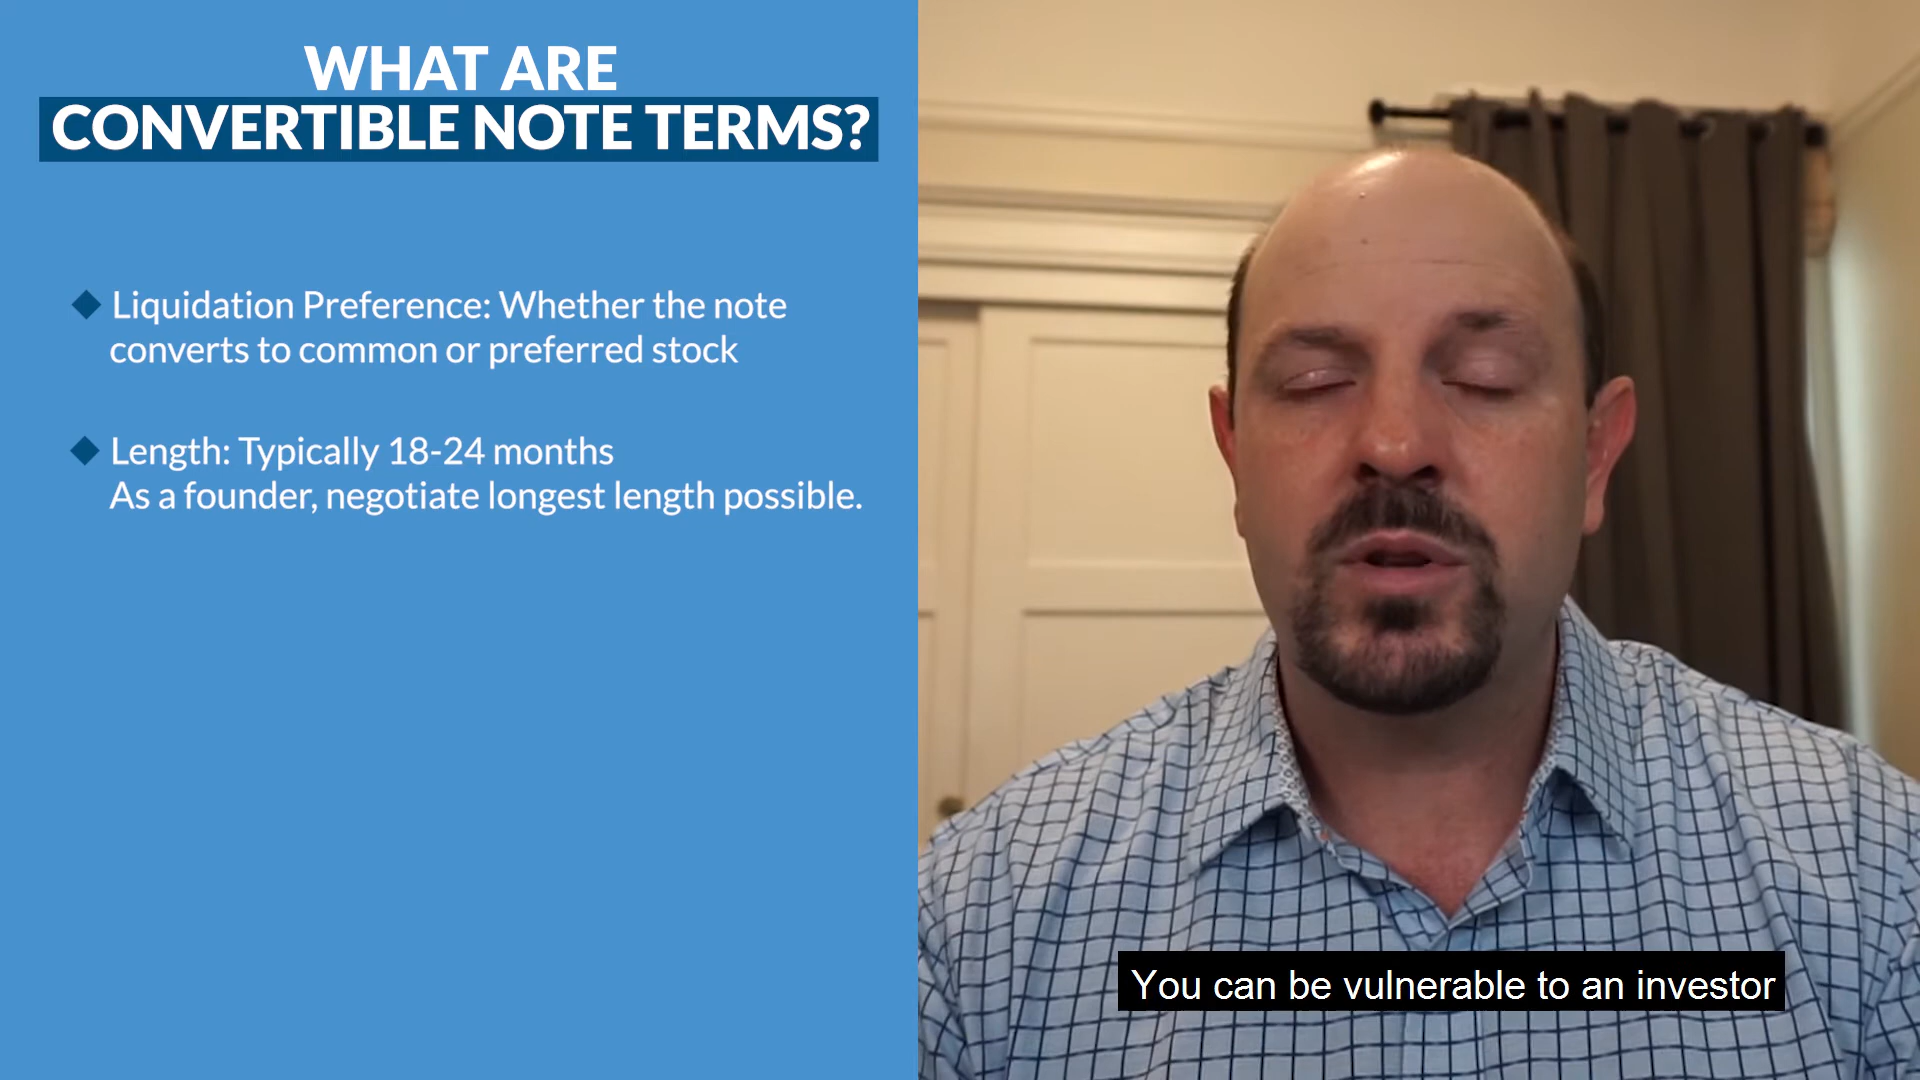 WHAT ARE
CONVERTIBLE NOTE TERMS?
Liquidation Preference: Whether the note
converts to common or preferred stock
Length: Typically 18-24 months
As a founder, negotiate longest length possible.
You can be vulnerable to an investor